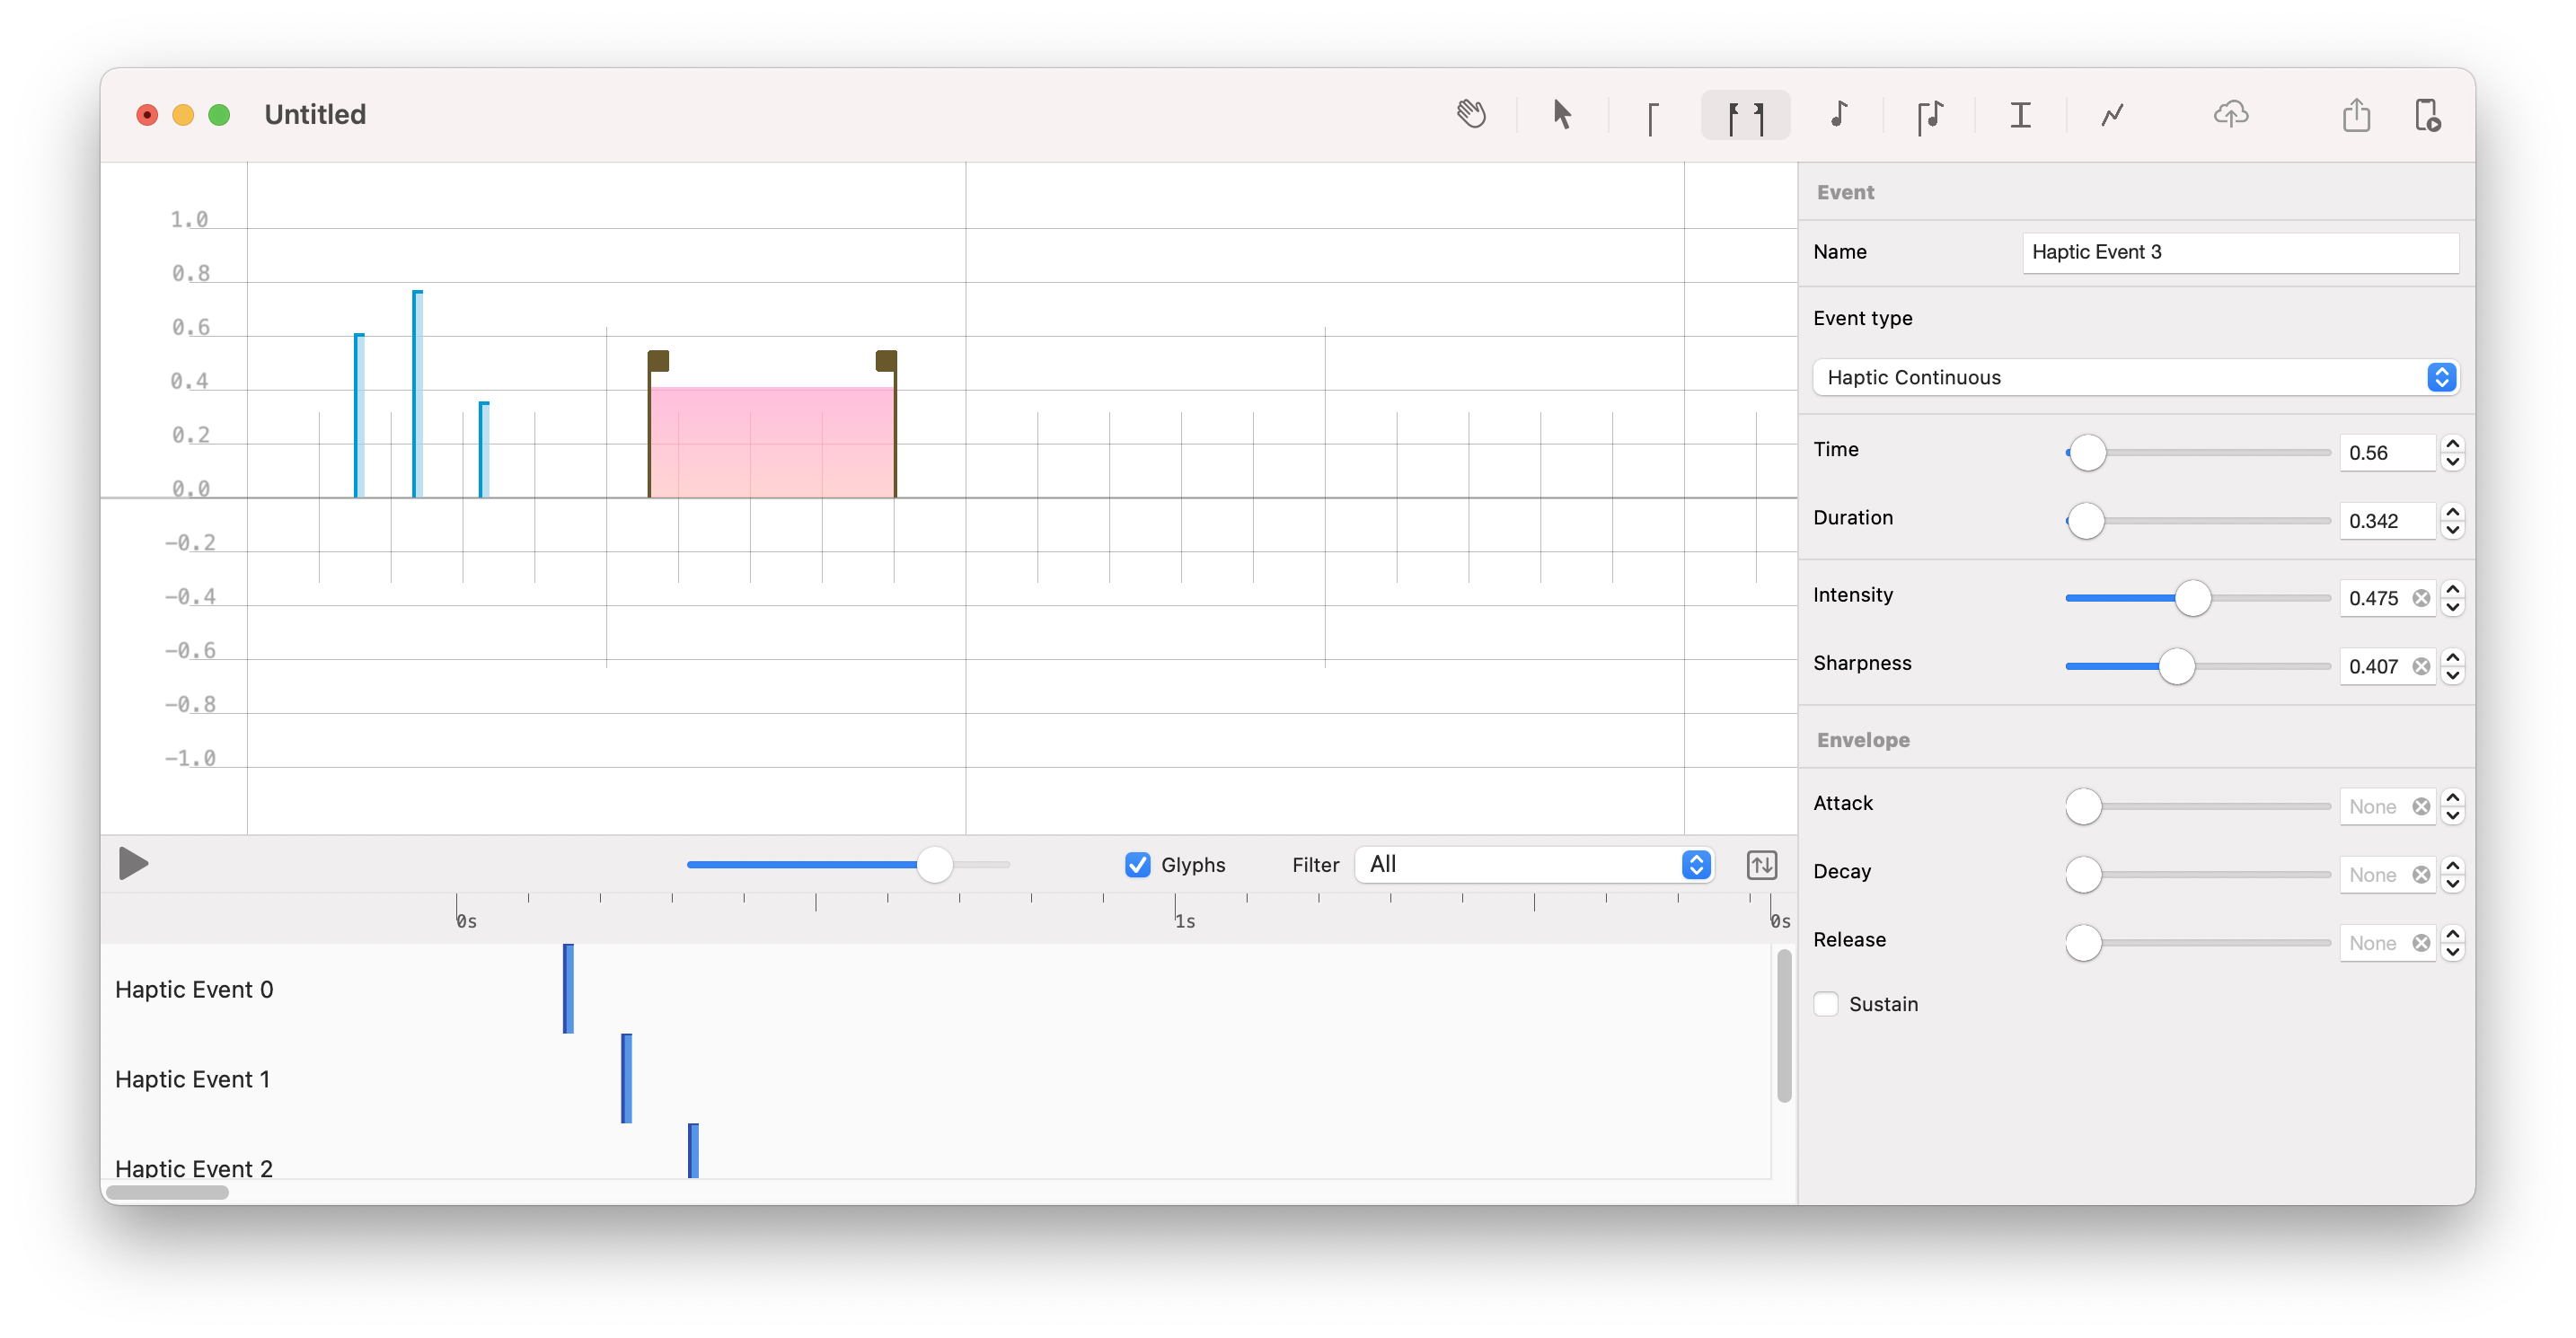 Untitled
1.0
0.8
0.6
0.4
0.2
0.0
-0.2
-0.4
-0.6
-0.8
-1.0
Glyphs Filter All
0s 1s 0s
Haptic Event 0
Haptic Event 1
Haptic Event 2
Event
Name Haptic Event 3
Event type
Haptic Continuous
Time 0.56
Duration 0.342
Intensity 0.475
Sharpness 0.407
Envelope
Attack None
Decay None
Release None
Sustain